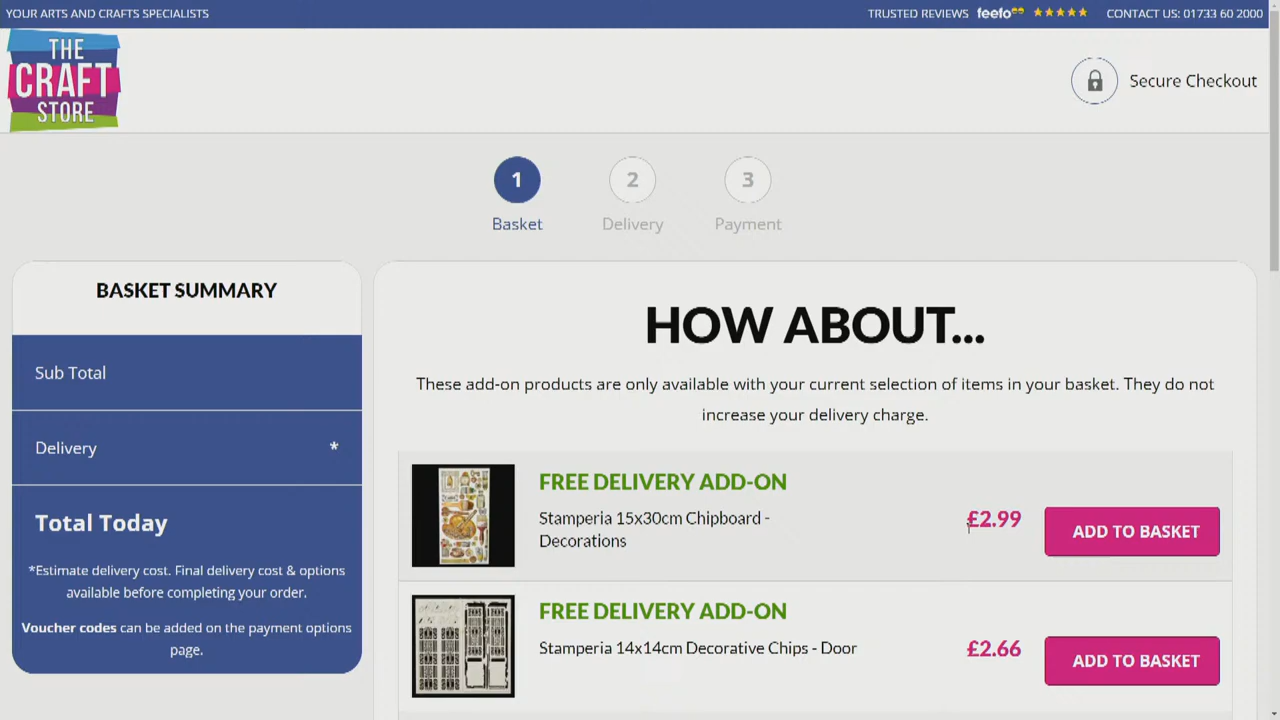 YOUR ARTS AND CRAFTS SPECIALISTS
TRUSTED REVIEWS feefo CONTACT US: 01733 60 2000
THE
CRAFT
STORE
Secure Checkout
1 2 3
Basket Delivery Payment
BASKET SUMMARY
Sub Total
Delivery *
Total Today
*Estimate delivery cost. Final delivery cost & options
available before completing your order.
Voucher codes can be added on the payment options
page.
HOW ABOUT...
These add-on products are only available with your current selection of items in your basket. They do not
increase your delivery charge.
FREE DELIVERY ADD-ON
Stamperia 15x30cm Chipboard -
Decorations
£2.99
ADD TO BASKET
FREE DELIVERY ADD-ON
Stamperia 14x14cm Decorative Chips - Door
£2.66
ADD TO BASKET